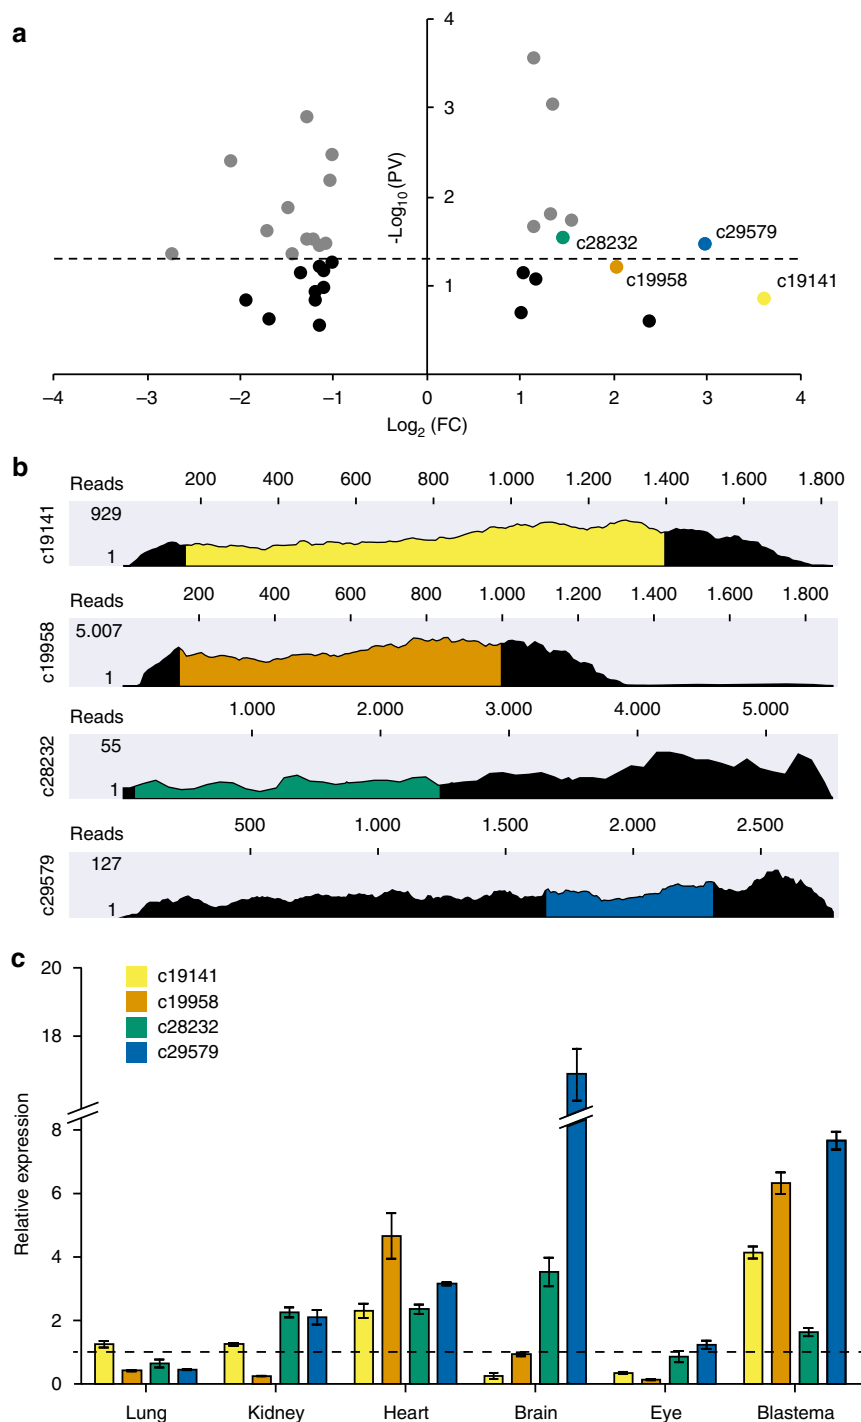 a
4
3
2
1
-Log10(PV)
c28232
c29579
c19958
c19141
−4 −3 −2 −1 0 1 2 3 4
Log2 (FC)
b
Reads 200 400 600 800 1.000 1.200 1.400 1.600 1.800
c19141
929
1
Reads 200 400 600 800 1.000 1.200 1.400 1.600 1.800
c19958
5.007
1
Reads 1.000 2.000 3.000 4.000 5.000
c28232
55
1
Reads 500 1.000 1.500 2.000 2.500
c29579
127
1
c
20
18
8
6
4
2
0
Relative expression
c19141
c19958
c28232
c29579
Lung Kidney Heart Brain Eye Blastema